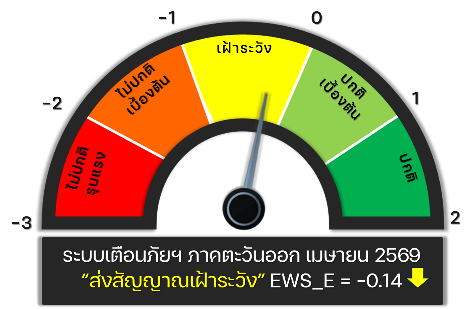 -1
0
เฝ้าระวัง
ไม่ปกติ
เบื้องต้น
ปกติ
เบื้องต้น
-2
1
ไม่ปกติ
รุนแรง
ปกติ
-3
2
ระบบเตือนภัยฯ ภาคตะวันออก เมษายน 2569
“ส่งสัญญาณเฝ้าระวัง” EWS_E = -0.14